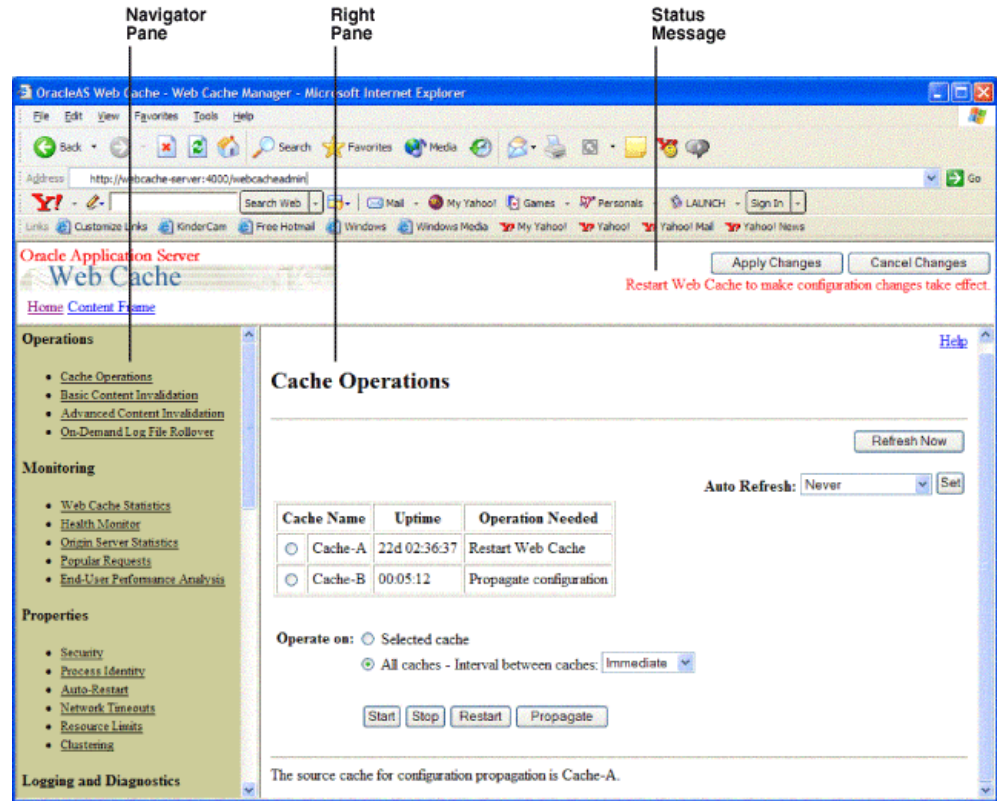 Navigator Pane
Right Pane
Status Message
OracleAS Web Cache - Web Cache Manager - Microsoft Internet Explorer
File Edit View Favorites Tools Help
Back Search Favorites Media
Address http://webcache-server:4000/webcacheadmin Go
Y! Search Web Mail My Yahoo! Games Personals LAUNCH Sign In
Links Customize Links KinderCam Free Hotmail Windows Windows Media My Yahoo! Yahoo! Yahoo! Mail Yahoo! News
Oracle Application Server
Web Cache
Apply Changes Cancel Changes
Restart Web Cache to make configuration changes take effect.
Home Content Frame
Operations
Cache Operations
Basic Content Invalidation
Advanced Content Invalidation
On-Demand Log File Rollover
Monitoring
Web Cache Statistics
Health Monitor
Origin Server Statistics
Popular Requests
End-User Performance Analysis
Properties
Security
Process Identity
Auto-Restart
Network Timeouts
Resource Limits
Clustering
Logging and Diagnostics
Help
Cache Operations
Refresh Now
Auto Refresh: Never Set
Cache Name Uptime Operation Needed
Cache-A 22d 02:36:37 Restart Web Cache
Cache-B 00:05:12 Propagate configuration
Operate on: Selected cache
All caches - Interval between caches: Immediate
Start Stop Restart Propagate
The source cache for configuration propagation is Cache-A.